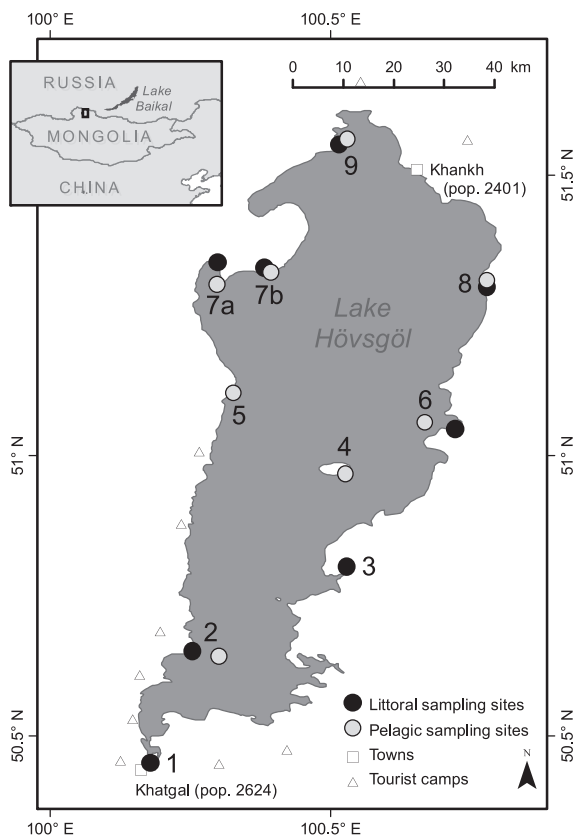 100° E
100.5° E
0 10 20 30 40 km
RUSSIA
Lake
Baikal
MONGOLIA
CHINA
9
Khankh
(pop. 2401)
51.5° N
7a
7b
8
Lake
Hövsgöl
5
6
4
51° N
51° N
3
2
1
Khatgal (pop. 2624)
Littoral sampling sites
Pelagic sampling sites
Towns
Tourist camps
N
50.5° N
50.5° N
100° E
100.5° E